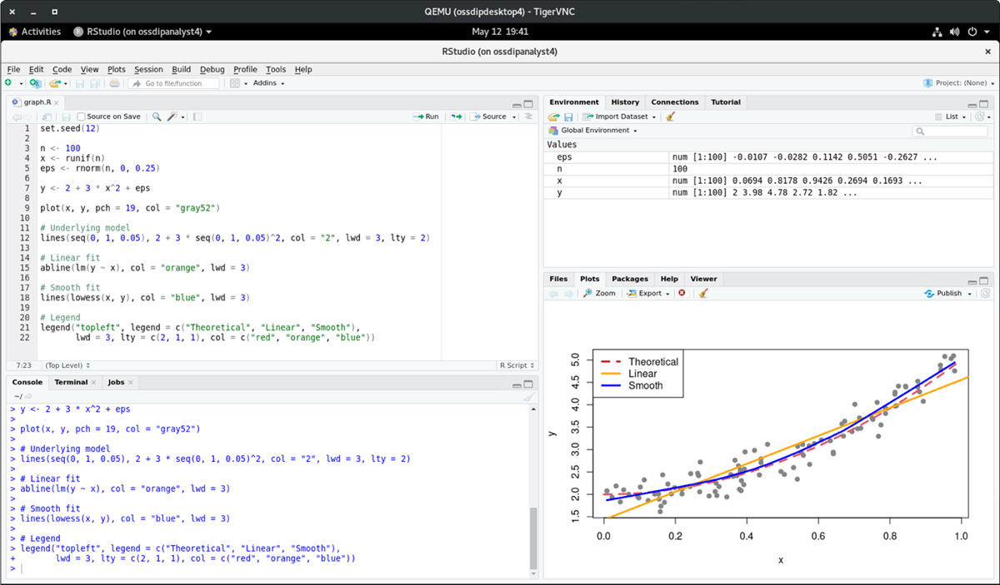 QEMU (ossdipdesktop4) - TigerVNC
Activities RStudio (on ossdipanalyst4) May 12 19:41
RStudio (on ossdipanalyst4)
File Edit Code View Plots Session Build Debug Profile Tools Help
Go to file/function Addins Project: (None)
graph.R
Source on Save Run Source
1 set.seed(12)
2
3 n <- 100
4 x <- runif(n)
5 eps <- rnorm(n, 0, 0.25)
6
7 y <- 2 + 3 * x^2 + eps
8
9 plot(x, y, pch = 19, col = "gray52")
10
11 # Underlying model
12 lines(seq(0, 1, 0.05), 2 + 3 * seq(0, 1, 0.05)^2, col = "2", lwd = 3, lty = 2)
13
14 # Linear fit
15 abline(lm(y ~ x), col = "orange", lwd = 3)
16
17 # Smooth fit
18 lines(lowess(x, y), col = "blue", lwd = 3)
19
20 # Legend
21 legend("topleft", legend = c("Theoretical", "Linear", "Smooth"),
22 lwd = 3, lty = c(2, 1, 1), col = c("red", "orange", "blue"))
7:23 (Top Level) R Script
Console Terminal Jobs
~/
> y <- 2 + 3 * x^2 + eps
>
> plot(x, y, pch = 19, col = "gray52")
>
> # Underlying model
> lines(seq(0, 1, 0.05), 2 + 3 * seq(0, 1, 0.05)^2, col = "2", lwd = 3, lty = 2)
>
> # Linear fit
> abline(lm(y ~ x), col = "orange", lwd = 3)
>
> # Smooth fit
> lines(lowess(x, y), col = "blue", lwd = 3)
>
> # Legend
> legend("topleft", legend = c("Theoretical", "Linear", "Smooth"),
+ lwd = 3, lty = c(2, 1, 1), col = c("red", "orange", "blue"))
>
Environment History Connections Tutorial
Import Dataset List
Global Environment
Values
eps num [1:100] -0.0107 -0.0282 0.1142 0.5051 -0.2627 ...
n 100
x num [1:100] 0.0694 0.8178 0.9426 0.2694 0.1693 ...
y num [1:100] 2 3.98 4.78 2.72 1.82 ...
Files Plots Packages Help Viewer
Zoom Export Publish
Theoretical
Linear
Smooth
5.0
4.5
4.0
3.5
3.0
2.5
2.0
1.5
y
0.0 0.2 0.4 0.6 0.8 1.0
x